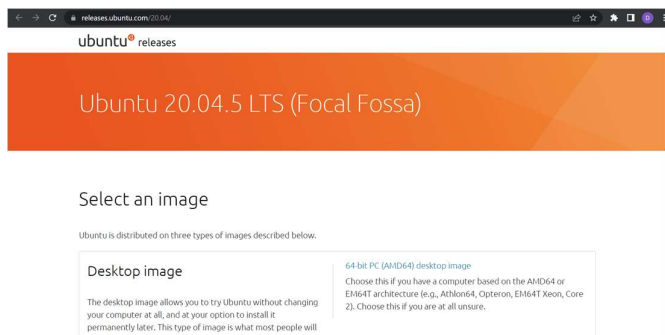 releases.ubuntu.com/20.04/
D
ubuntu releases
Ubuntu 20.04.5 LTS (Focal Fossa)
Select an image
Ubuntu is distributed on three types of images described below.
Desktop image
The desktop image allows you to try Ubuntu without changing
your computer at all, and at your option to install it
permanently later. This type of image is what most people will
64-bit PC (AMD64) desktop image
Choose this if you have a computer based on the AMD64 or
EM64T architecture (e.g., Athlon64, Opteron, EM64T Xeon, Core
2). Choose this if you are at all unsure.